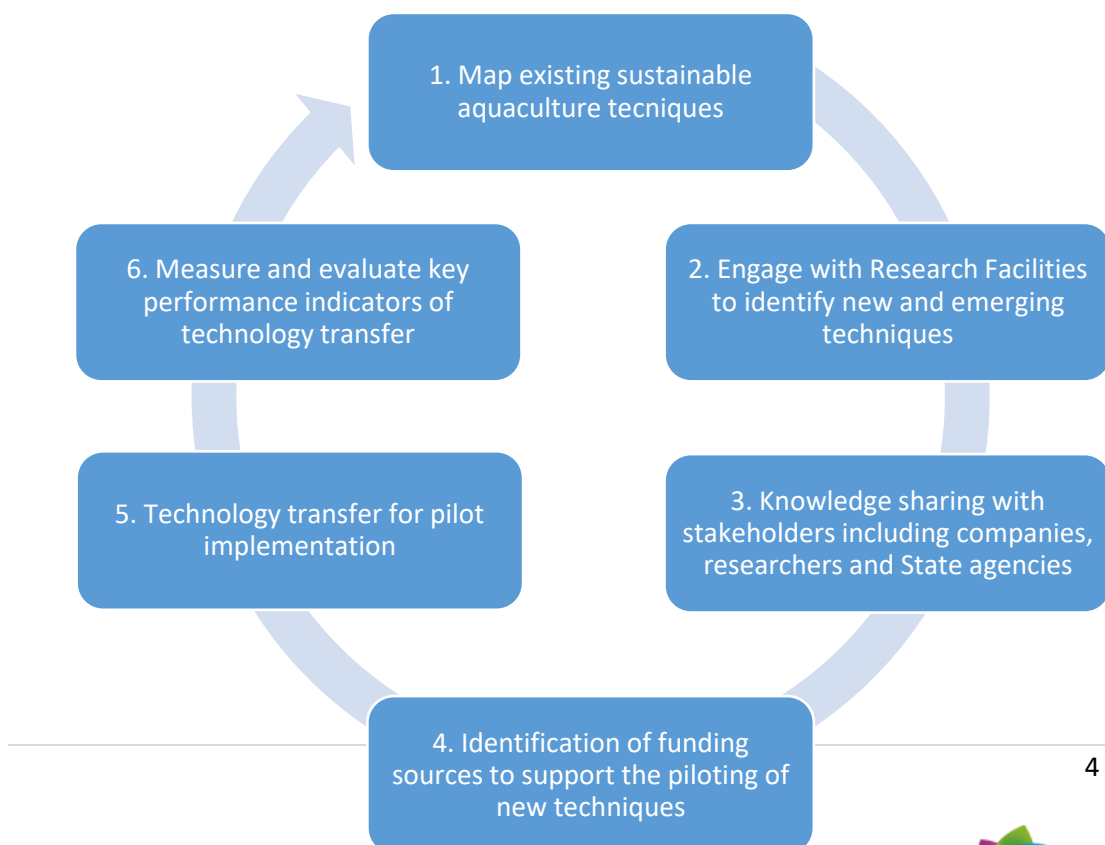 1. Map existing sustainable
aquaculture tecniques
2. Engage with Research Facilities
to identify new and emerging
techniques
3. Knowledge sharing with
stakeholders including companies,
researchers and State agencies
4. Identification of funding
sources to support the piloting of
new techniques
5. Technology transfer for pilot
implementation
6. Measure and evaluate key
performance indicators of
technology transfer
4